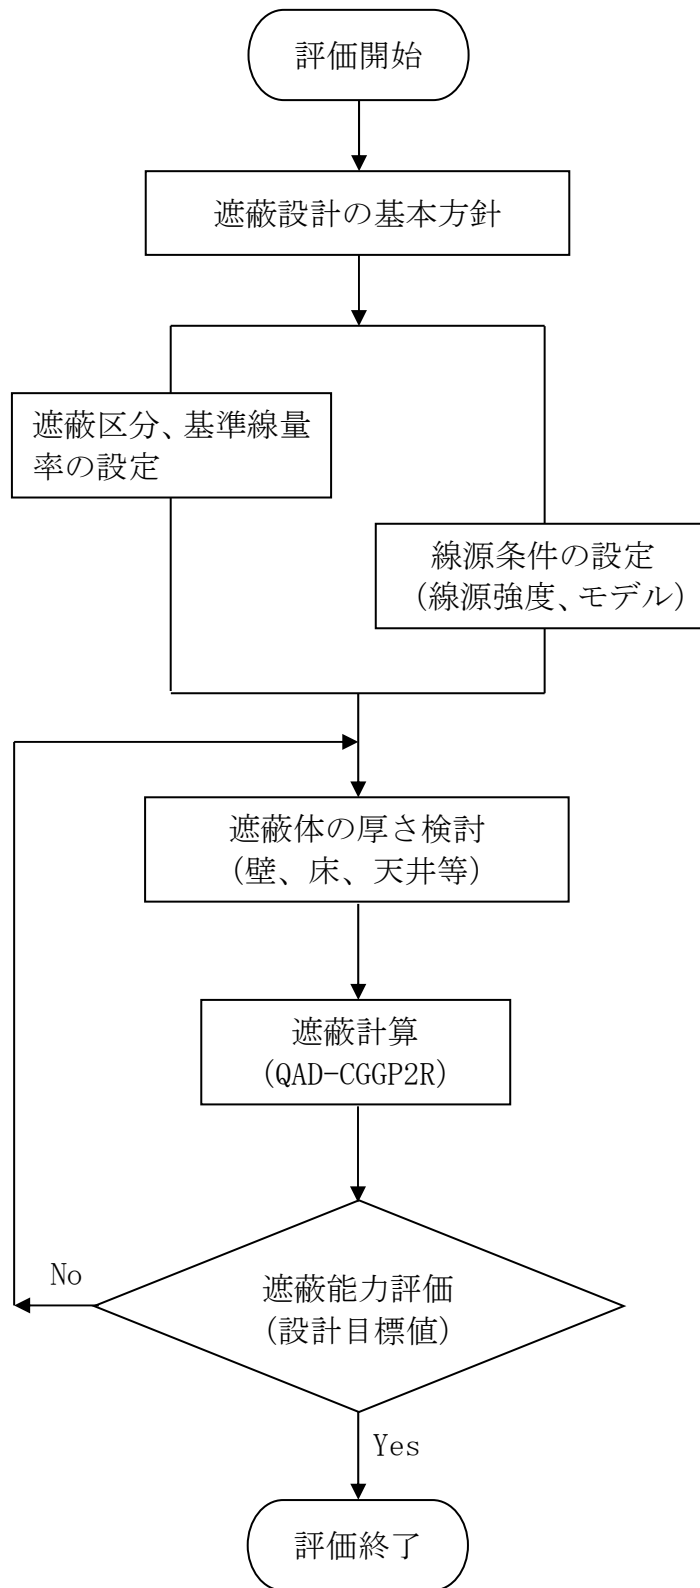 評価開始
遮蔽設計の基本方針
遮蔽区分、基準線量
率の設定
線源条件の設定
(線源強度、モデル)
遮蔽体の厚さ検討
(壁、床、天井等)
遮蔽計算
(QAD-CGGP2R)
遮蔽能力評価
(設計目標値)
No
Yes
評価終了